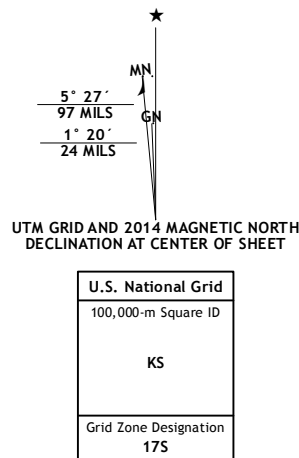 ★
MN
GN
5° 27´
97 MILS
1° 20´
24 MILS
UTM GRID AND 2014 MAGNETIC NORTH
DECLINATION AT CENTER OF SHEET
U.S. National Grid
100,000-m Square ID
KS
Grid Zone Designation
17S